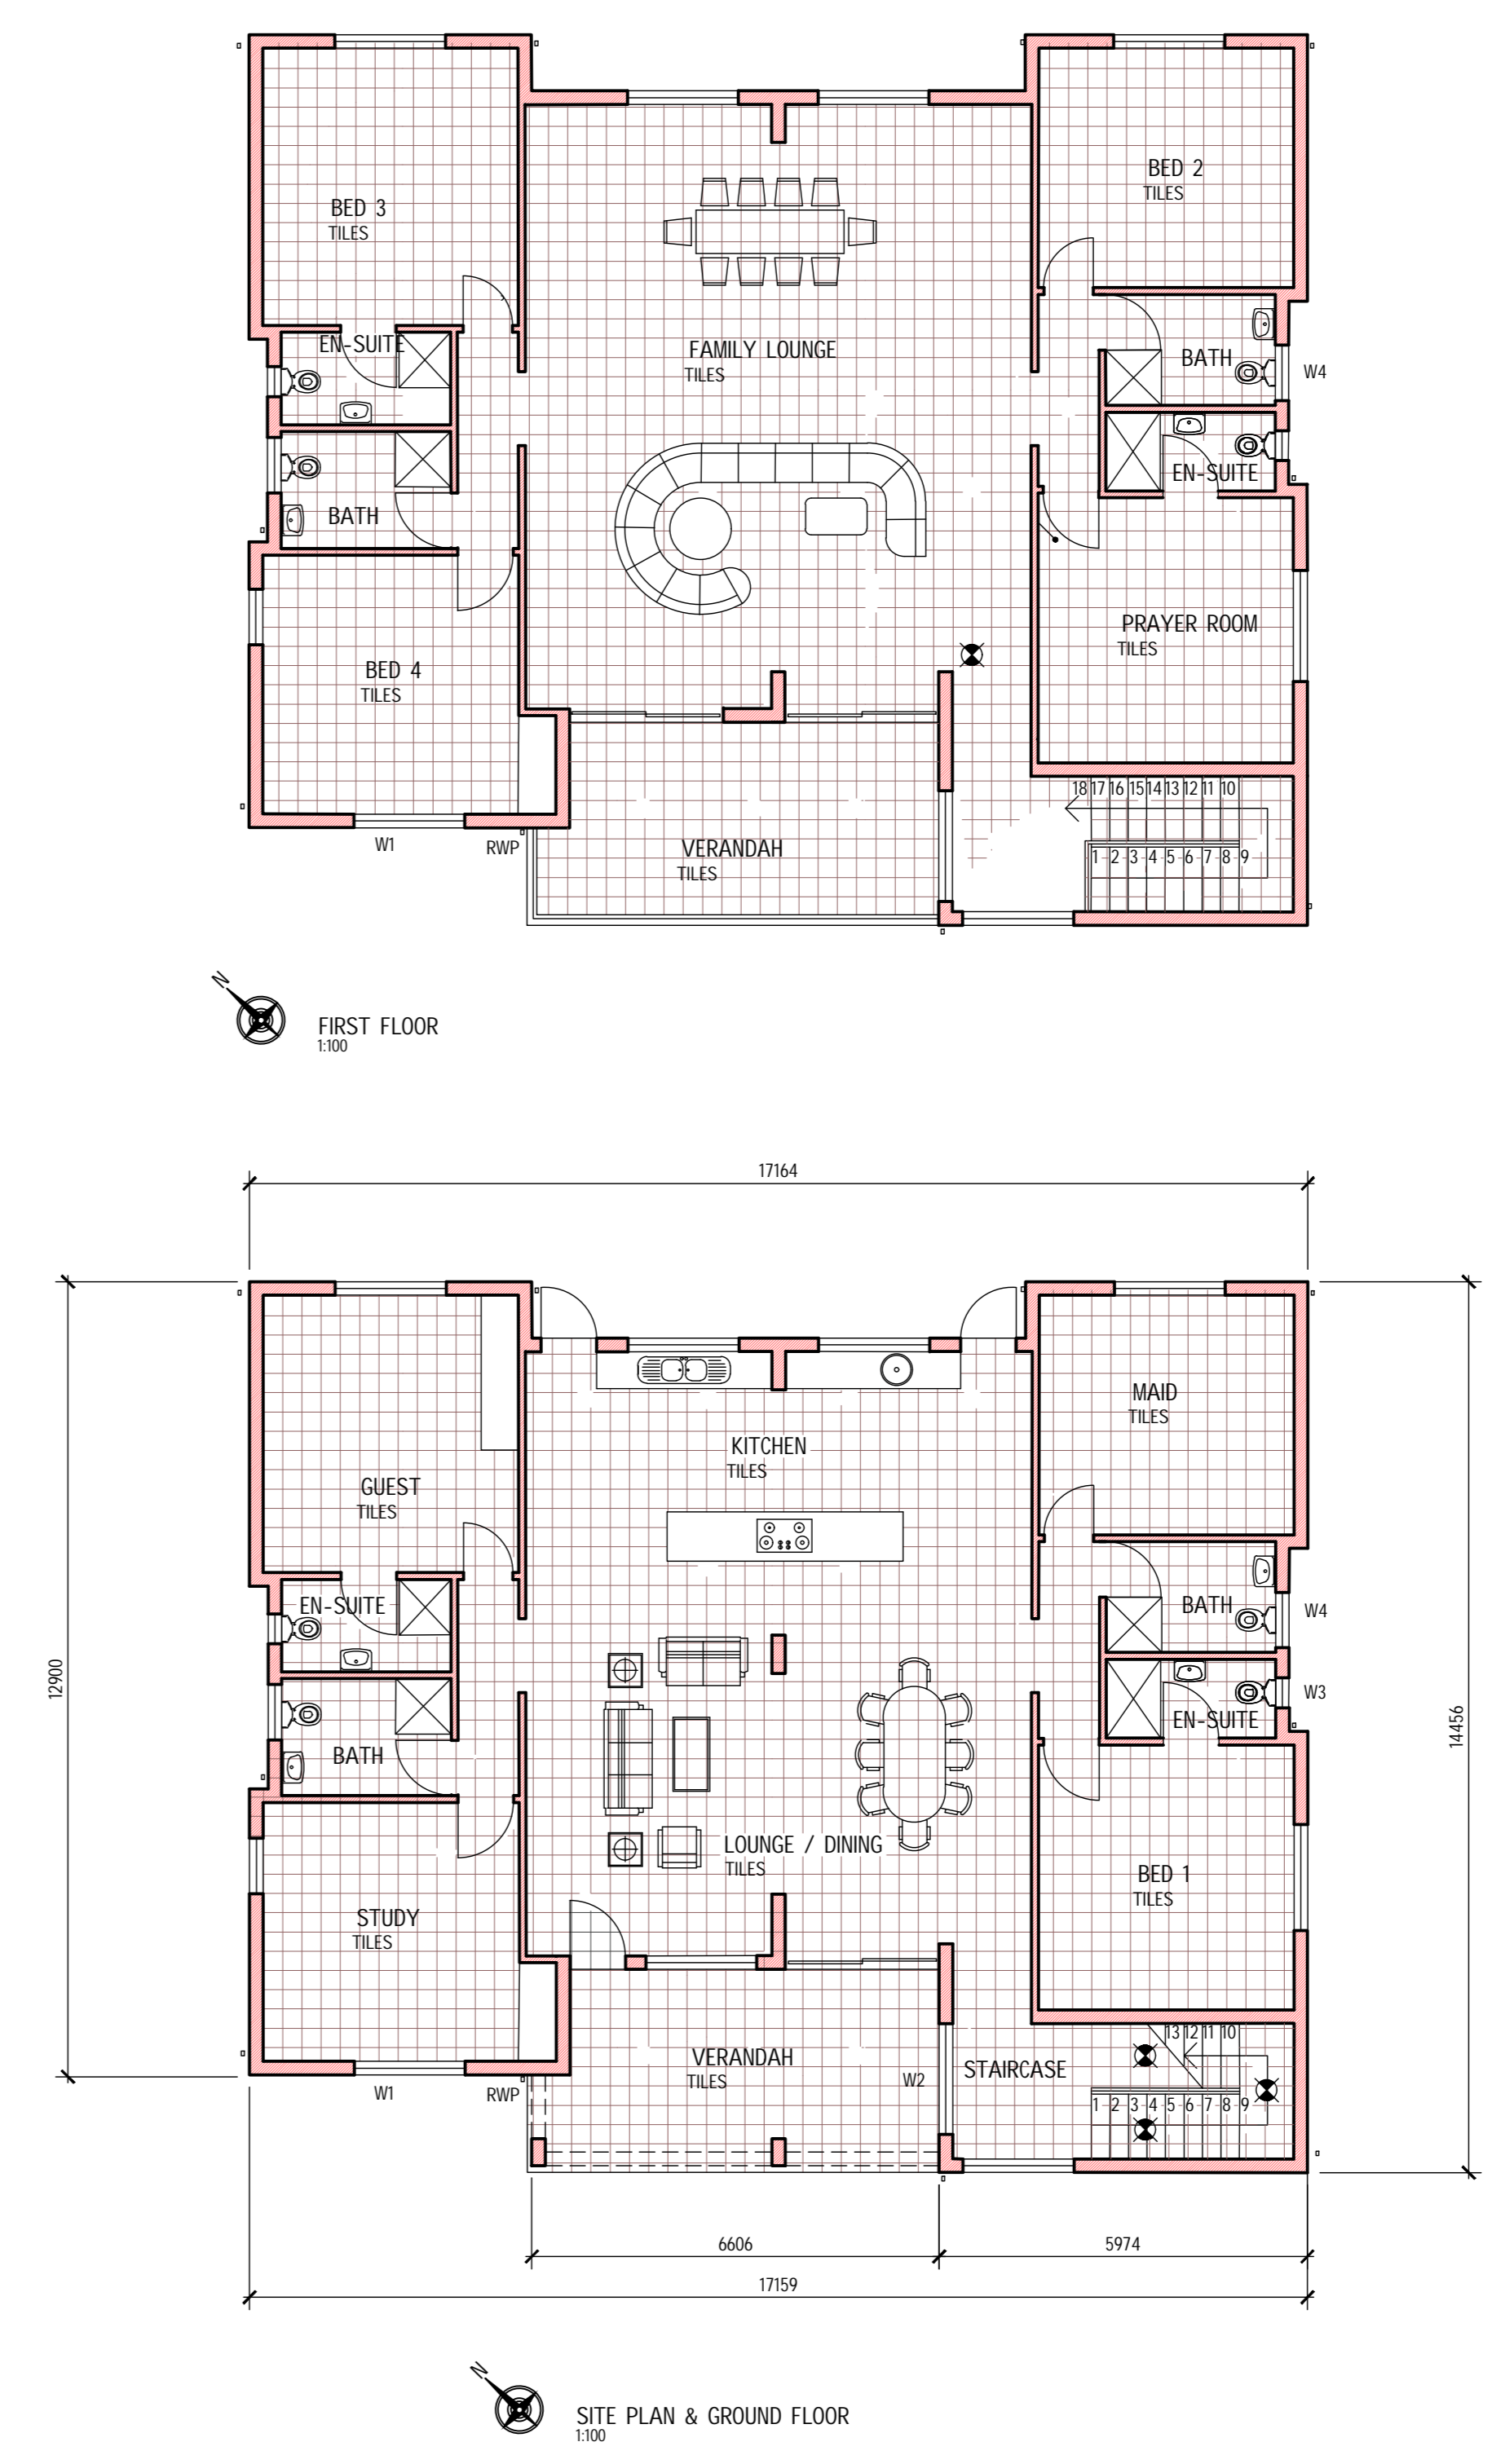 BED 3
TILES
BED 2
TILES
EN-SUITE
FAMILY LOUNGE
TILES
BATH
W4
EN-SUITE
BATH
PRAYER ROOM
TILES
BED 4
TILES
18 17 16 15 14 13 12 11 10
1 2 3 4 5 6 7 8 9
VERANDAH
TILES
W1
RWP
N
FIRST FLOOR
1:100
17164
MAID
TILES
KITCHEN
TILES
GUEST
TILES
EN-SUITE
BATH
W4
12900
W3
EN-SUITE
14456
BATH
LOUNGE / DINING
TILES
BED 1
TILES
STUDY
TILES
13 12 11 10
VERANDAH
TILES
STAIRCASE
W2
W1
RWP
1 2 3 4 5 6 7 8 9
6606
5974
17159
N
SITE PLAN & GROUND FLOOR
1:100